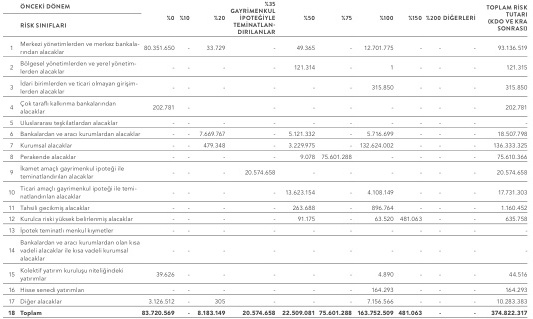 ÖNCEKİ DÖNEM
RİSK SINIFLARI %0 %10 %20 %35 GAYRİMENKUL İPOTEĞİYLE TEMİNATLAN-DIRILANLAR %50 %75 %100 %150 %200 DİĞERLERİ TOPLAM RİSK TUTARI (KDO VE KRA SONRASI)
1 Merkezi yönetimlerden ve merkez bankala-rından alacaklar 80.351.650 - 33.729 - 49.365 - 12.701.775 - - - 93.136.519
2 Bölgesel yönetimlerden ve yerel yönetim-lerden alacaklar - - - - 121.314 - 1 - - - 121.315
3 İdari birimlerden ve ticari olmayan girişim-lerden alacaklar - - - - - - 315.850 - - - 315.850
4 Çok taraflı kalkınma bankalarından alacaklar 202.781 - - - - - - - - - 202.781
5 Uluslararası teşkilatlardan alacaklar - - - - - - - - - - -
6 Bankalardan ve aracı kurumlardan alacaklar - - 7.669.767 - 5.121.332 - 5.716.699 - - - 18.507.798
7 Kurumsal alacaklar - - 479.348 - 3.229.975 - 132.624.002 - - - 136.333.325
8 Perakende alacaklar - - - - 9.078 75.601.288 - - - - 75.610.366
9 İkamet amaçlı gayrimenkul ipoteği ile teminatlandırılan alacaklar - - - 20.574.658 - - - - - - 20.574.658
10 Ticari amaçlı gayrimenkul ipoteği ile temi-natlandırılan alacaklar - - - - 13.623.154 - 4.108.149 - - - 17.731.303
11 Tahsili gecikmiş alacaklar - - - - 263.688 - 896.764 - - - 1.160.452
12 Kurulca riski yüksek belirlenmiş alacaklar - - - - 91.175 - 63.520 481.063 - - 635.758
13 İpotek teminatlı menkul kıymetler - - - - - - - - - - -
14 Bankalardan ve aracı kurumlardan olan kısa vadeli alacaklar ile kısa vadeli kurumsal alacaklar - - - - - - - - - - -
15 Kolektif yatırım kuruluşu niteliğindeki yatırımlar 39.626 - - - - - 4.890 - - - 44.516
16 Hisse senedi yatırımları - - - - - - 164.293 - - - 164.293
17 Diğer alacaklar 3.126.512 - 305 - - - 7.156.566 - - - 10.283.383
18 Toplam 83.720.569 - 8.183.149 20.574.658 22.509.081 75.601.288 163.752.509 481.063 - - 374.822.317